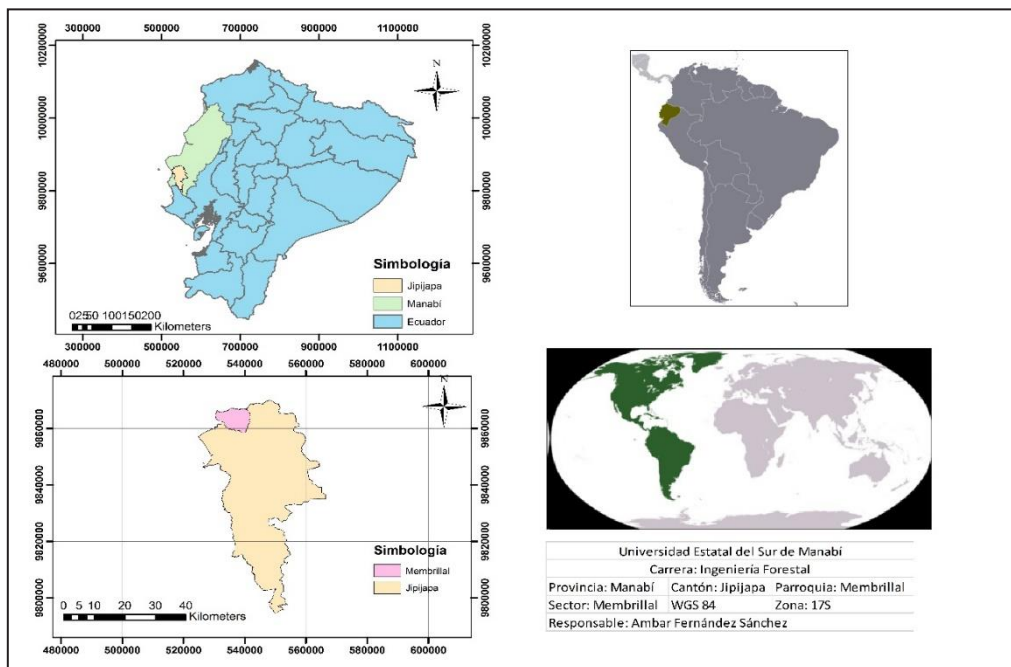 300000 500000 700000 900000 1100000
10200000 10200000
10000000 10000000
9800000 9800000
9600000 9600000
N
Simbología
Jipijapa
Manabí
Ecuador
02550 100150200
Kilometers
300000 500000 700000 900000 1100000
480000 500000 520000 540000 560000 580000 600000
N
9860000 9860000
9840000 9840000
9820000 9820000
9800000 9800000
Simbología
Membrillal
Jipijapa
0 5 10 20 30 40
Kilometers
480000 500000 520000 540000 560000 580000 600000
Universidad Estatal del Sur de Manabí
Carrera: Ingeniería Forestal
Provincia: Manabí Cantón: Jipijapa Parroquia: Membrillal
Sector: Membrillal WGS 84 Zona: 17S
Responsable: Ambar Fernández Sánchez